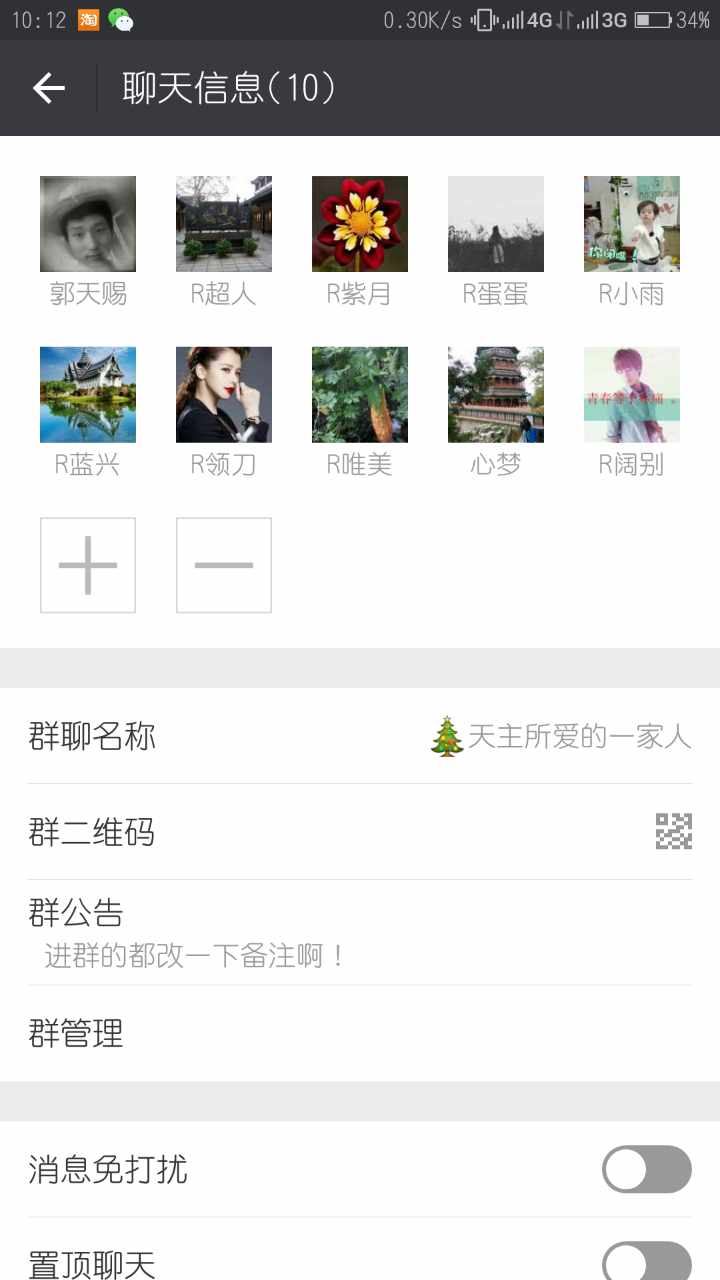 10:12 淘 0.30K/s 4G 3G 34%
聊天信息(10)
郭天赐 R超人 R紫月 R蛋蛋 R小雨
R蓝兴 R领刀 R唯美 心梦 R阔别
群聊名称 🎄天主所爱的一家人
群二维码
群公告
进群的都改一下备注啊！
群管理
消息免打扰
置顶聊天